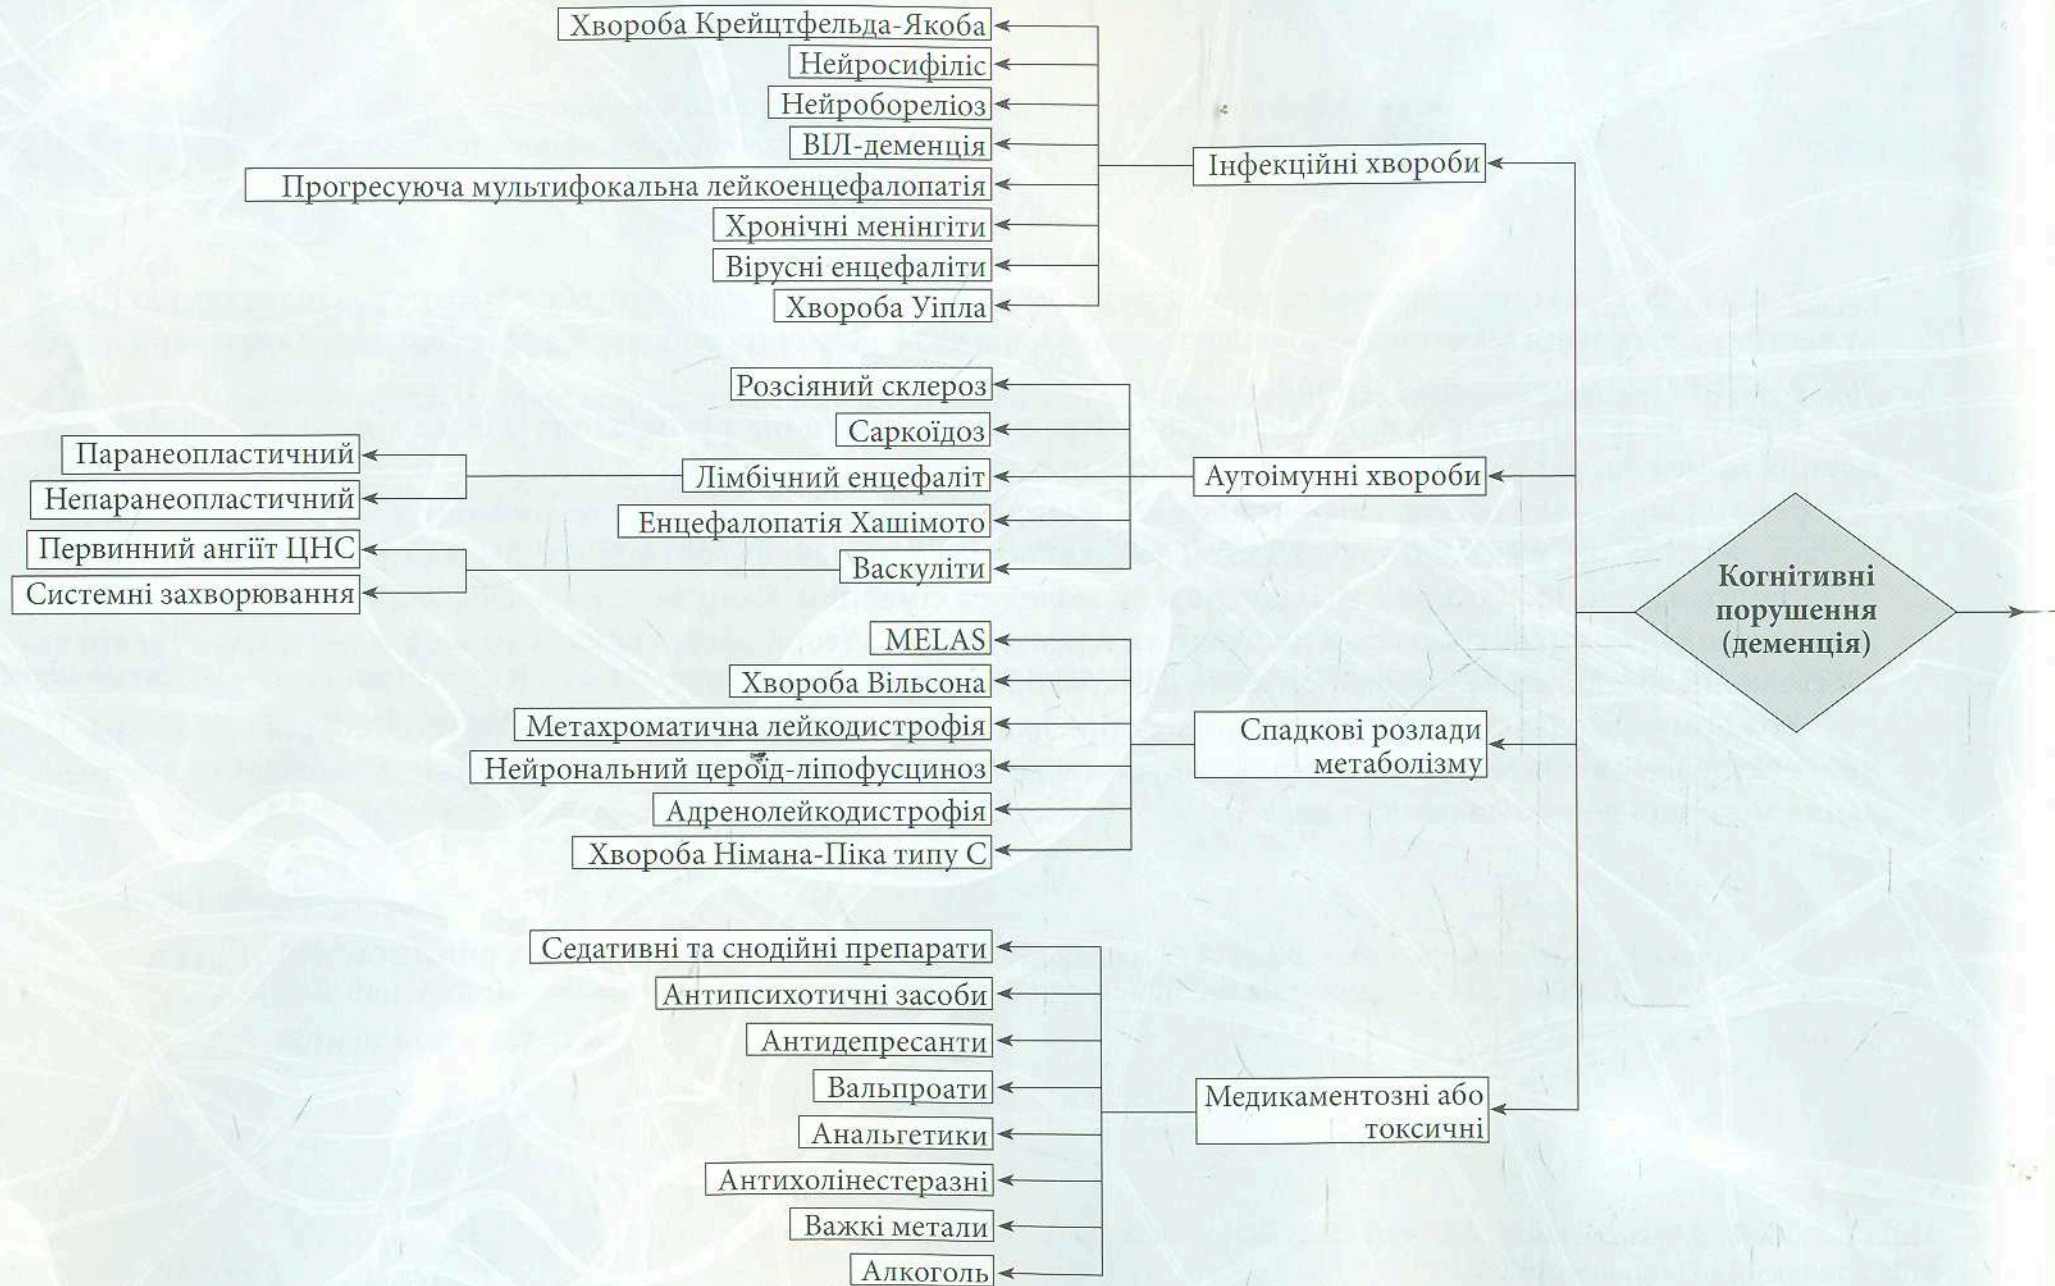 Хвороба Крейцтфельда-Якоба
Нейросифіліс
Нейробореліоз
ВІЛ-деменція
Прогресуюча мультифокальна лейкоенцефалопатія
Хронічні менінгіти
Вірусні енцефаліти
Хвороба Уіпла
Інфекційні хвороби
Розсіяний склероз
Саркоїдоз
Лімбічний енцефаліт
Енцефалопатія Хашімото
Васкуліти
Паранеопластичний
Непаранеопластичний
Первинний ангіїт ЦНС
Системні захворювання
Аутоімунні хвороби
Когнітивні
порушення
(деменція)
MELAS
Хвороба Вільсона
Метахроматична лейкодистрофія
Нейрональний цероїд-ліпофусциноз
Адренолейкодистрофія
Хвороба Німана-Піка типу С
Спадкові розлади
метаболізму
Седативні та снодійні препарати
Антипсихотичні засоби
Антидепресанти
Вальпроати
Анальгетики
Антихолінестеразні
Важкі метали
Алкоголь
Медикаментозні або
токсичні